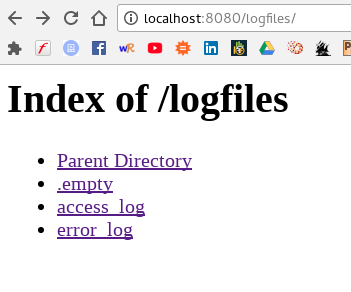 localhost:8080/logfiles/
Index of /logfiles
Parent Directory
.empty
access_log
error_log